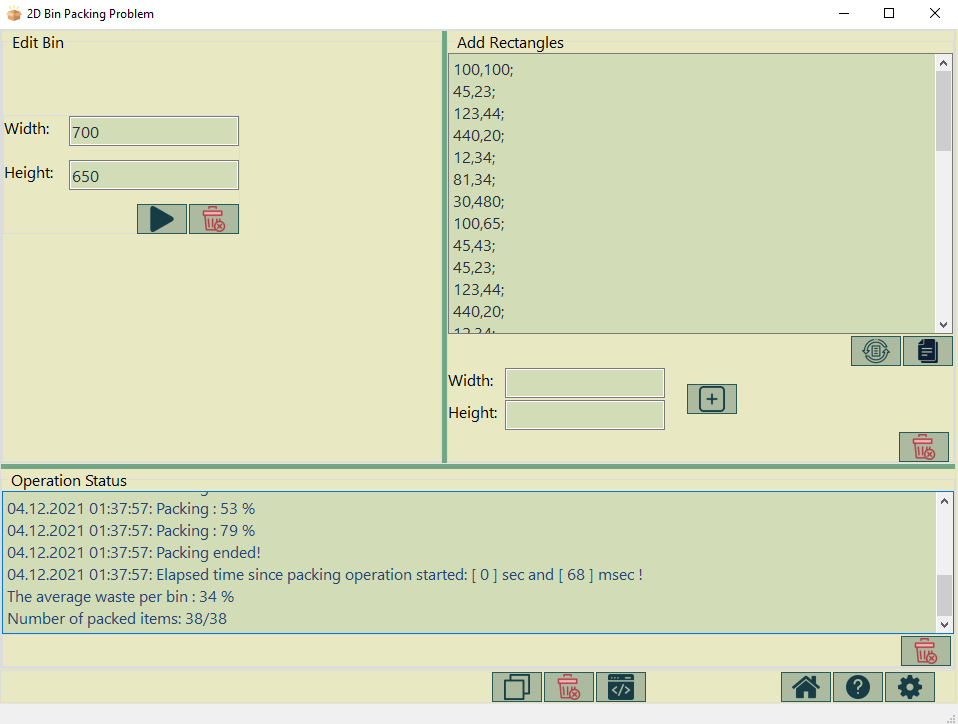 2D Bin Packing Problem
Edit Bin
Width:
700
Height:
650
Add Rectangles
100,100;
45,23;
123,44;
440,20;
12,34;
81,34;
30,480;
100,65;
45,43;
45,23;
123,44;
440,20;
12,34;
Width:
Height:
Operation Status
04.12.2021 01:37:57: Packing : 53 %
04.12.2021 01:37:57: Packing : 79 %
04.12.2021 01:37:57: Packing ended!
04.12.2021 01:37:57: Elapsed time since packing operation started: [ 0 ] sec and [ 68 ] msec !
The average waste per bin : 34 %
Number of packed items: 38/38